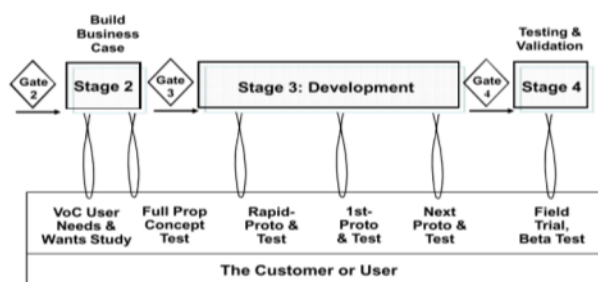 Build
Business
Case
Testing &
Validation
Gate
2
Stage 2
Gate
3
Stage 3: Development
Gate
4
Stage 4
VoC User
Needs &
Wants Study
Full Prop
Concept
Test
Rapid-
Proto &
Test
1st-
Proto
& Test
Next
Proto &
Test
Field
Trial,
Beta Test
The Customer or User